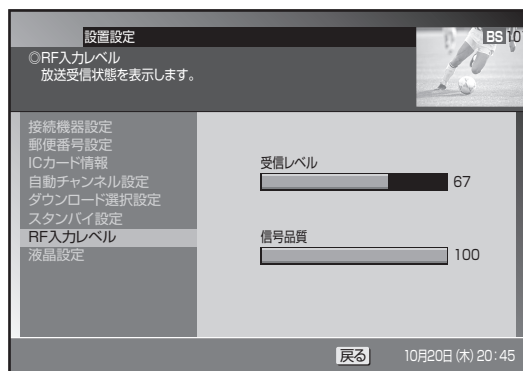 設置設定
BS 10
◎RF入力レベル
放送受信状態を表示します。
接続機器設定
郵便番号設定
ICカード情報
自動チャンネル設定
ダウンロード選択設定
スタンバイ設定
RF入力レベル
液晶設定
受信レベル
67
信号品質
100
戻る
10月20日(木)20:45